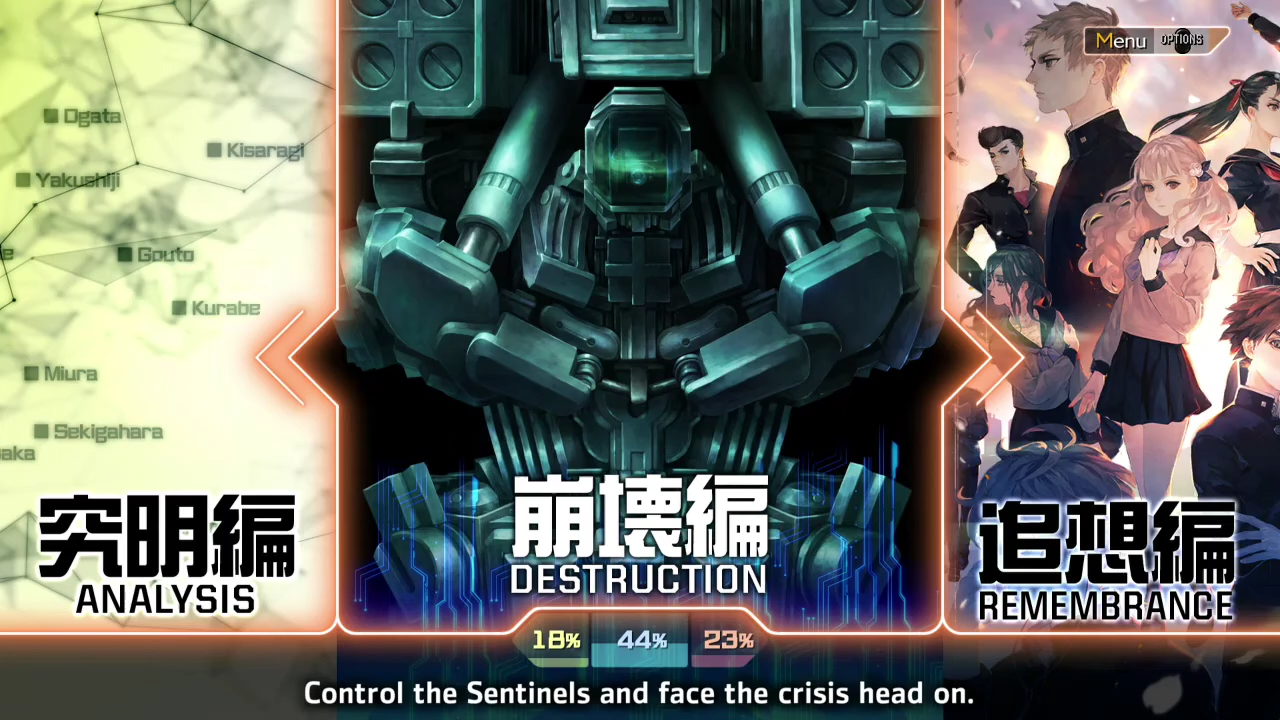 Menu OPTIONS
Ogata
Kisaragi
Yakushiji
Gouto
Kurabe
Miura
Sekigahara
究明編
ANALYSIS
崩壊編
DESTRUCTION
追想編
REMEMBRANCE
18% 44% 23%
Control the Sentinels and face the crisis head on.